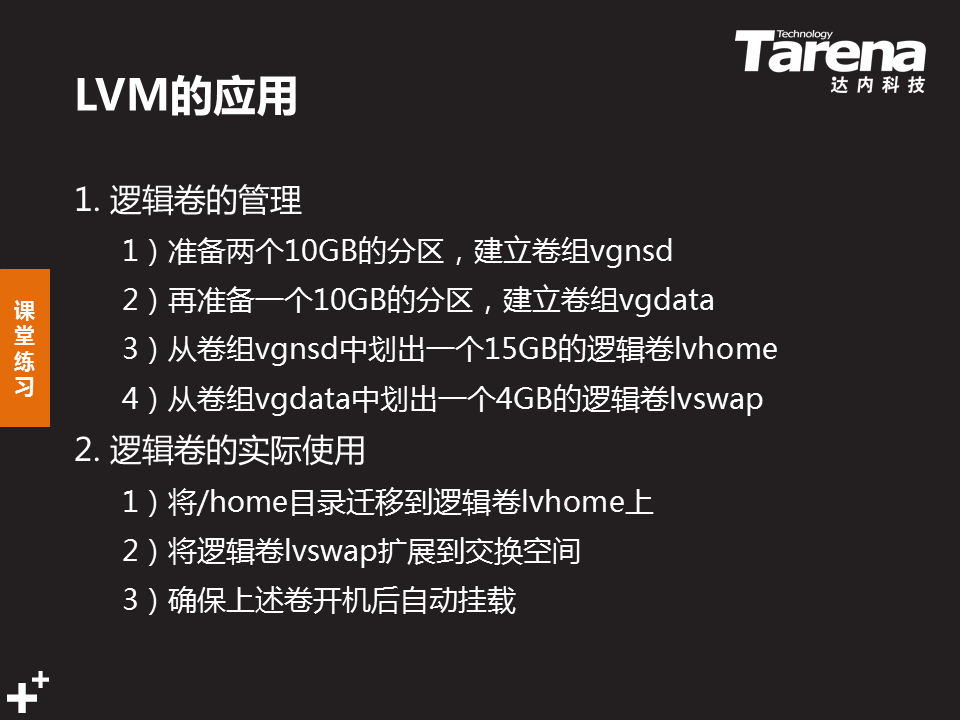 Technology
Tarena
达内科技
LVM的应用
1. 逻辑卷的管理
1）准备两个10GB的分区，建立卷组vgnsd
2）再准备一个10GB的分区，建立卷组vgdata
3）从卷组vgnsd中划出一个15GB的逻辑卷lvhome
4）从卷组vgdata中划出一个4GB的逻辑卷lvswap
2. 逻辑卷的实际使用
1）将/home目录迁移到逻辑卷lvhome上
2）将逻辑卷lvswap扩展到交换空间
3）确保上述卷开机后自动挂载
课堂练习